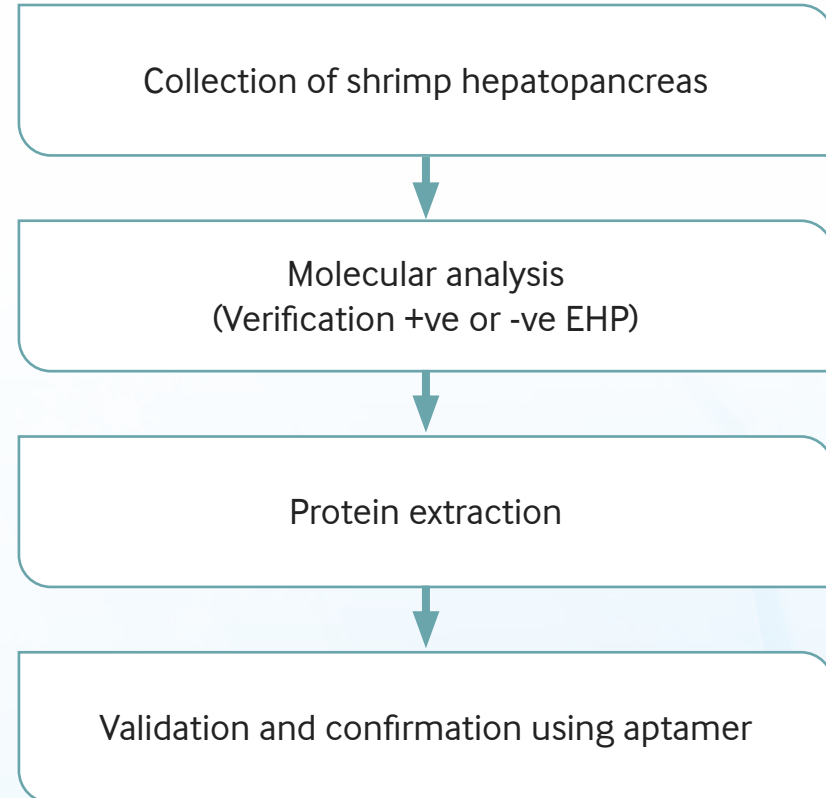 Collection of shrimp hepatopancreas
Molecular analysis
(Verification +ve or -ve EHP)
Protein extraction
Validation and confirmation using aptamer